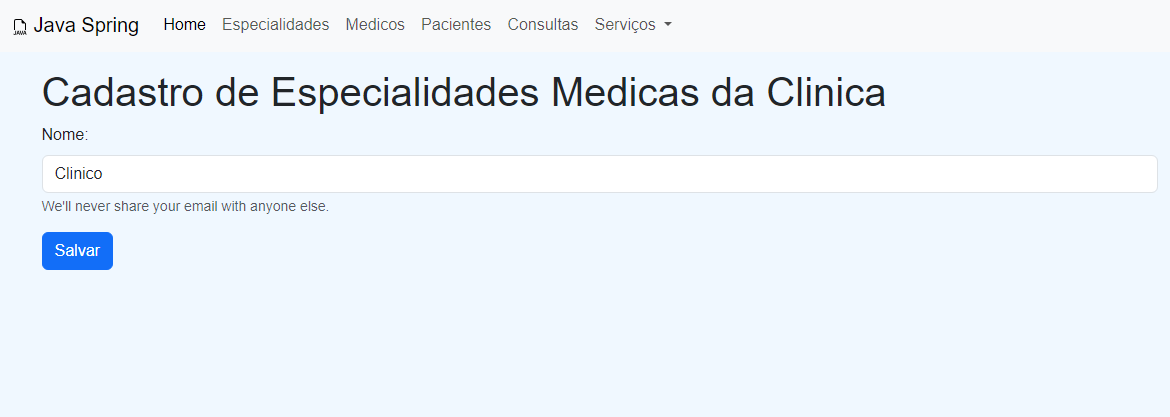 JAVA Java Spring Home Especialidades Medicos Pacientes Consultas Serviços
Cadastro de Especialidades Medicas da Clinica
Nome:
Clinico
We'll never share your email with anyone else.
Salvar